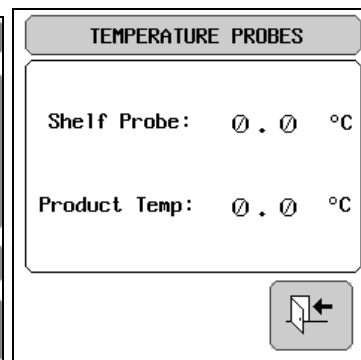 TEMPERATURE PROBES
Shelf Probe: 0.0 °C
Product Temp: 0.0 °C